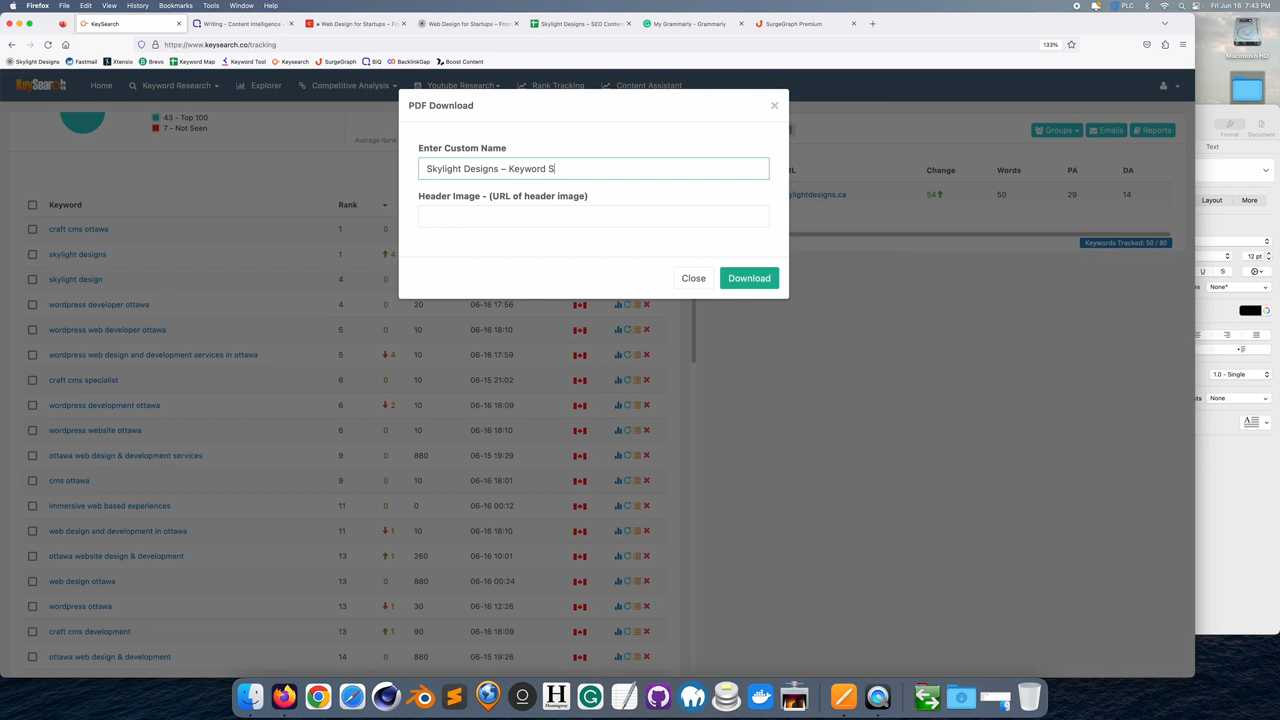 Firefox File Edit View History Bookmarks Tools Window Help PLC Fri Jun 16 7:43 PM
KeySearch Writing - Content Intelligence Web Design for Startups – Fr Web Design for Startups – Fron Skylight Designs – SEO Conten My Grammarly - Grammarly SurgeGraph Premium
https://www.keysearch.co/tracking 133%
Skylight Designs Fastmail Xtensio Brevo Keyword Map Keyword Tool Keysearch SurgeGraph BIQ BacklinkGap Boost Content
Macintosh HD
KeySearch Home Keyword Research Explorer Competitive Analysis Youtube Research Rank Tracking Content Assistant
PDF Download
43 - Top 100
7 - Not Seen
Average Rank
Groups Emails Reports
Format Document
Text
Enter Custom Name
Skylight Designs – Keyword S
Header Image - (URL of header image)
Close Download
RL Change Words PA DA
ylightdesigns.ca 54 50 29 14
Keywords Tracked: 50 / 80
Layout More
12 pt
U S
None*
1.0 - Single
sts None
Keyword Rank
craft cms ottawa 1 0
skylight designs 1 4
skylight design 4 0
wordpress developer ottawa 4 0 20 06-16 17:56
wordpress web developer ottawa 5 0 10 06-16 18:10
wordpress web design and development services in ottawa 5 4 10 06-16 17:59
craft cms specialist 6 0 10 06-15 21:02
wordpress development ottawa 6 2 10 06-16 18:09
wordpress website ottawa 6 0 10 06-16 18:10
ottawa web design & development services 9 0 880 06-15 19:29
cms ottawa 9 0 10 06-16 18:01
immersive web based experiences 11 0 0 06-16 00:12
web design and development in ottawa 11 1 10 06-16 18:10
ottawa website design & development 13 1 260 06-16 10:01
web design ottawa 13 0 880 06-16 00:24
wordpress ottawa 13 1 30 06-16 12:26
craft cms development 13 1 90 06-16 18:09
ottawa web design & development 14 0 880 06-15 19:26